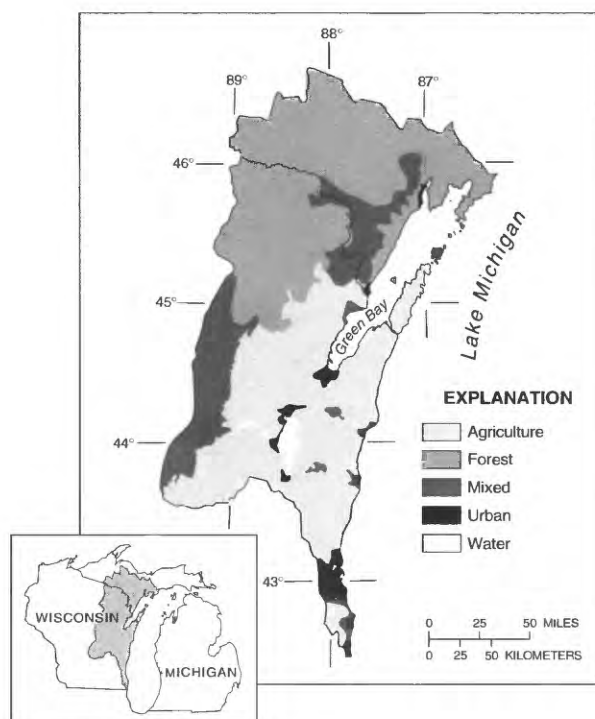 88°
89°
87°
46°
45°
44°
43°
Lake Michigan
Green Bay
EXPLANATION
Agriculture
Forest
Mixed
Urban
Water
0 25 50 MILES
0 25 50 KILOMETERS
WISCONSIN
MICHIGAN